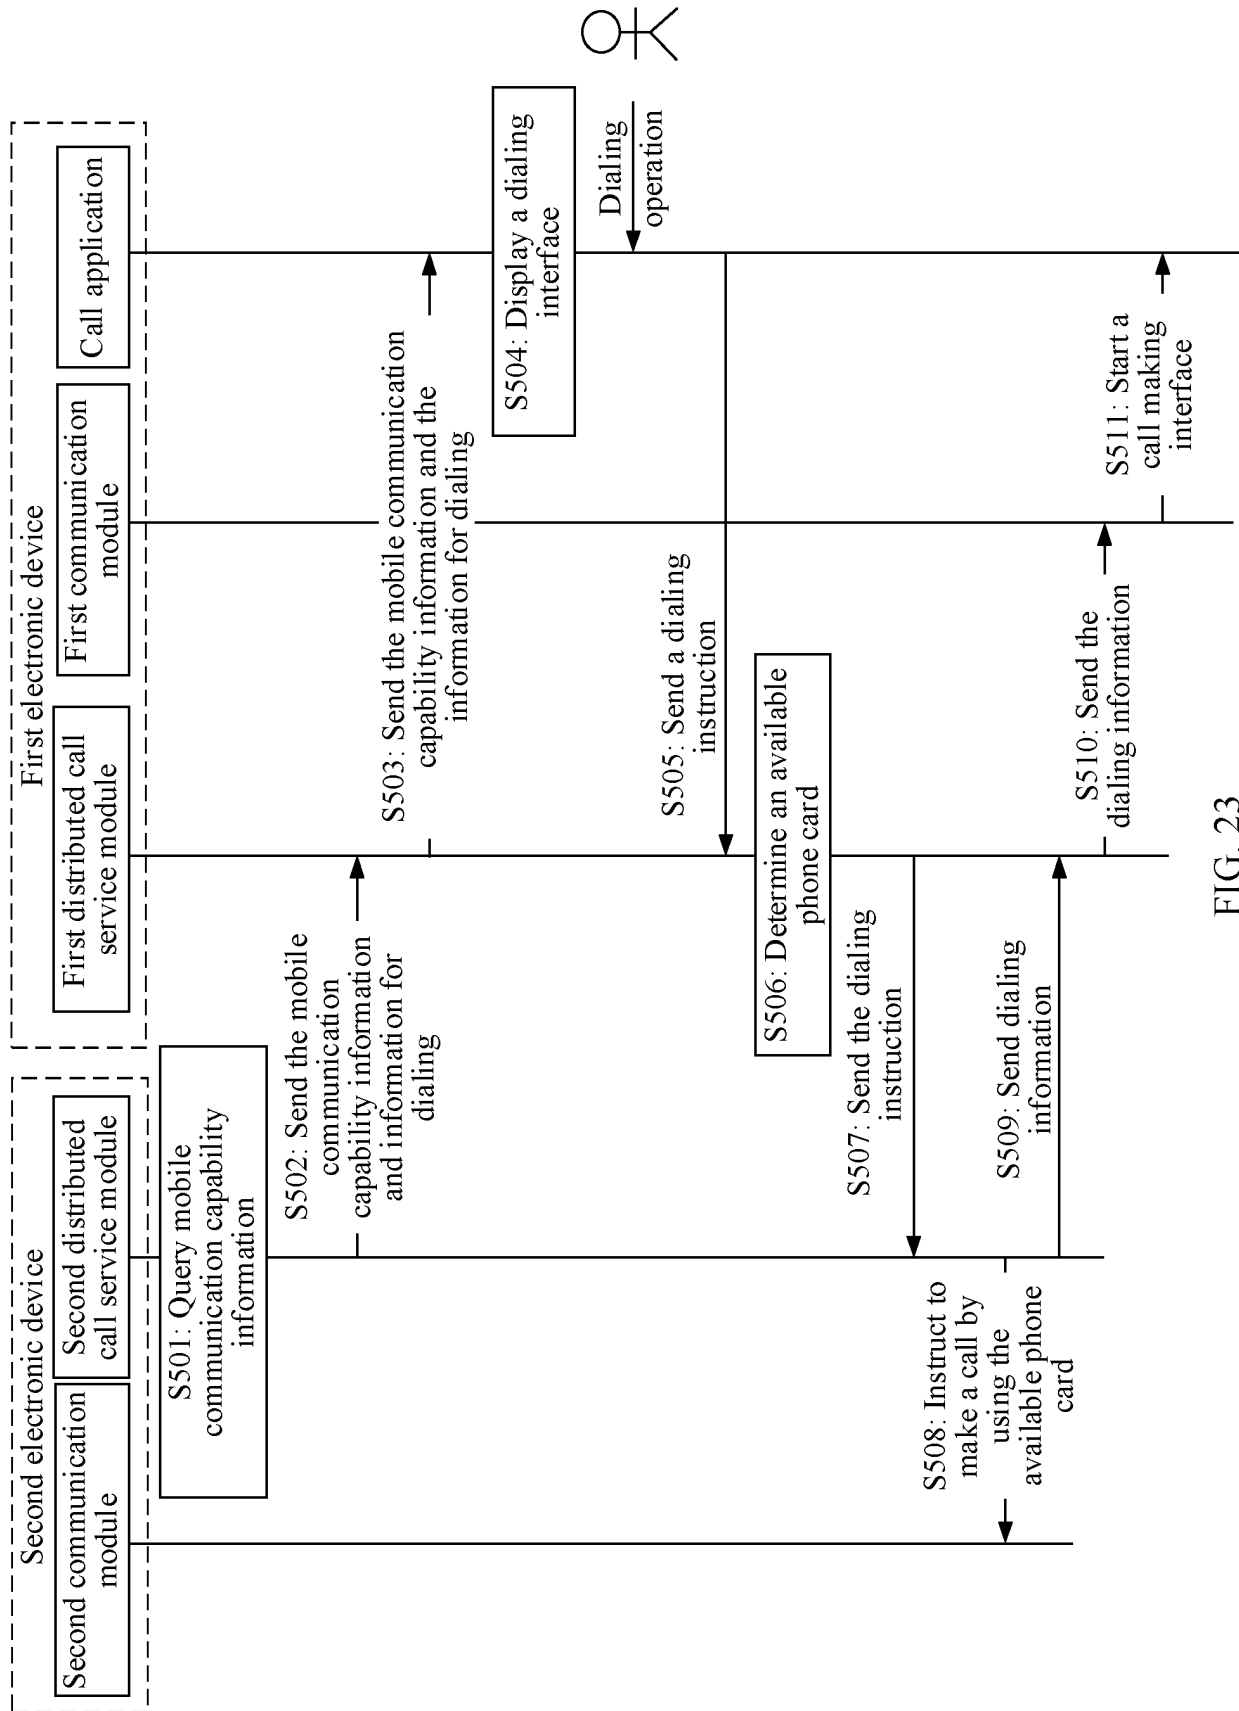 Second electronic device
First electronic device
Second communication
module
Second distributed
call service module
First distributed call
service module
First communication
module
Call application
S501: Query mobile
communication capability
information
S502: Send the mobile
communication
capability information
and information for
dialing
S503: Send the mobile communication
capability information and the
information for dialing
S504: Display a dialing
interface
Dialing
operation
S505: Send a dialing
instruction
S506: Determine an available
phone card
S507: Send the dialing
instruction
S508: Instruct to
make a call by
using the
available phone
card
S509: Send dialing
information
S510: Send the
dialing information
S511: Start a
call making
interface
FIG. 23